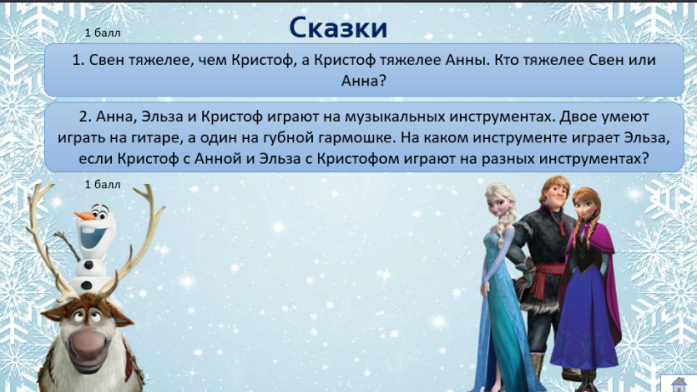 Сказки
1 балл
1. Свен тяжелее, чем Кристоф, а Кристоф тяжелее Анны. Кто тяжелее Свен или
Анна?
2. Анна, Эльза и Кристоф играют на музыкальных инструментах. Двое умеют
играть на гитаре, а один на губной гармошке. На каком инструменте играет Эльза,
если Кристоф с Анной и Эльза с Кристофом играют на разных инструментах?
1 балл